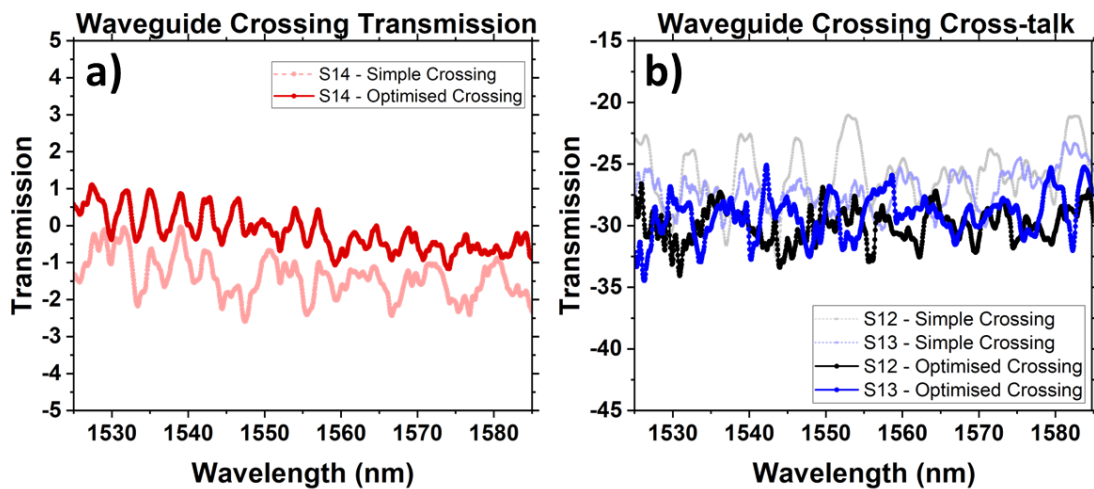 Waveguide Crossing Transmission
a)
S14 - Simple Crossing
S14 - Optimised Crossing
Transmission
5
4
3
2
1
0
-1
-2
-3
-4
-5
1530 1540 1550 1560 1570 1580
Wavelength (nm)
Waveguide Crossing Cross-talk
b)
Transmission
-15
-20
-25
-30
-35
-40
-45
S12 - Simple Crossing
S13 - Simple Crossing
S12 - Optimised Crossing
S13 - Optimised Crossing
1530 1540 1550 1560 1570 1580
Wavelength (nm)